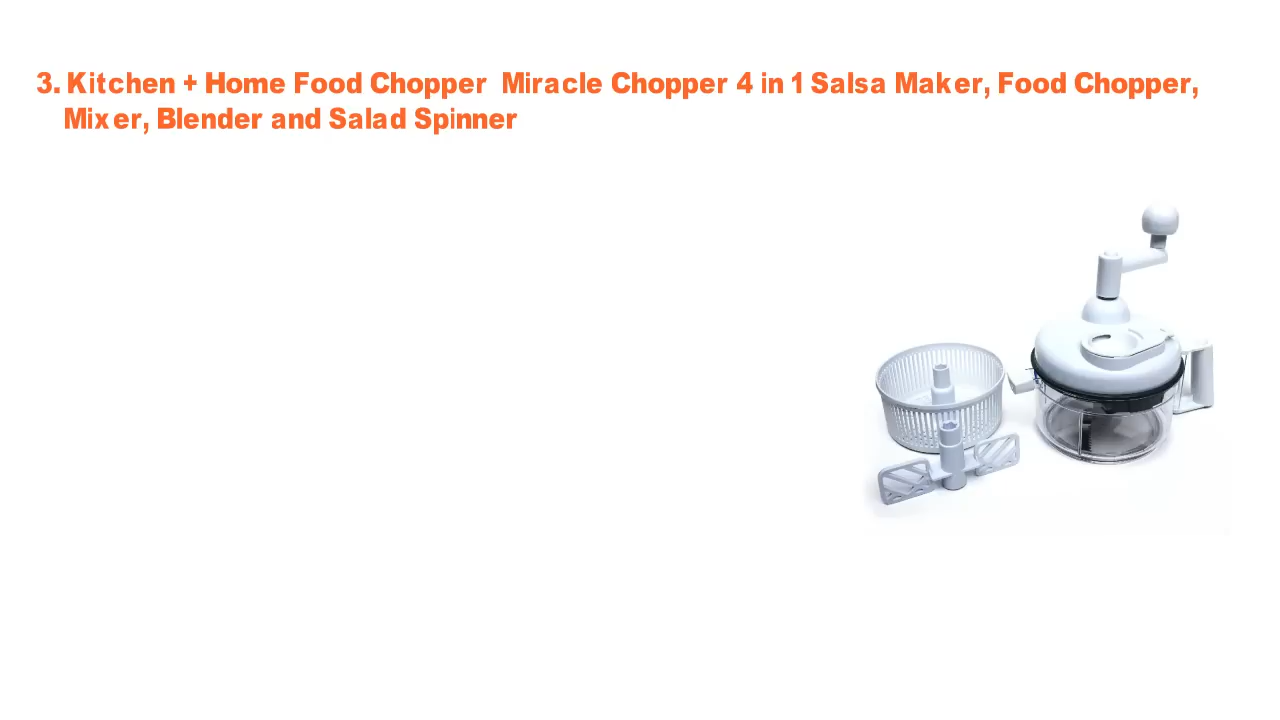 3. Kitchen + Home Food Chopper  Miracle Chopper 4 in 1 Salsa Maker, Food Chopper,
Mixer, Blender and Salad Spinner